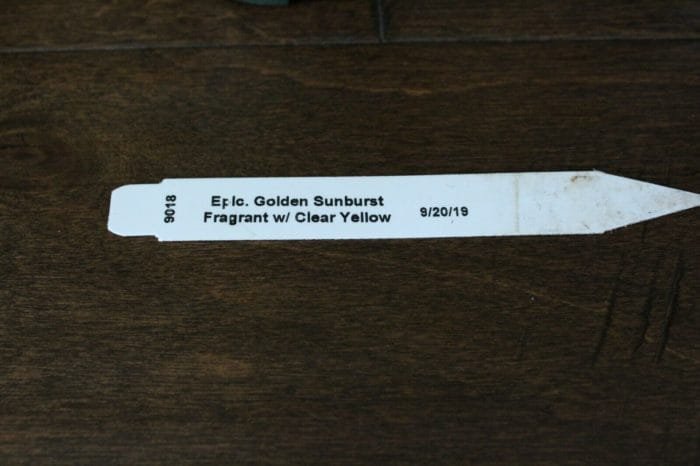 9018
Epic. Golden Sunburst
Fragrant w/ Clear Yellow
9/20/19